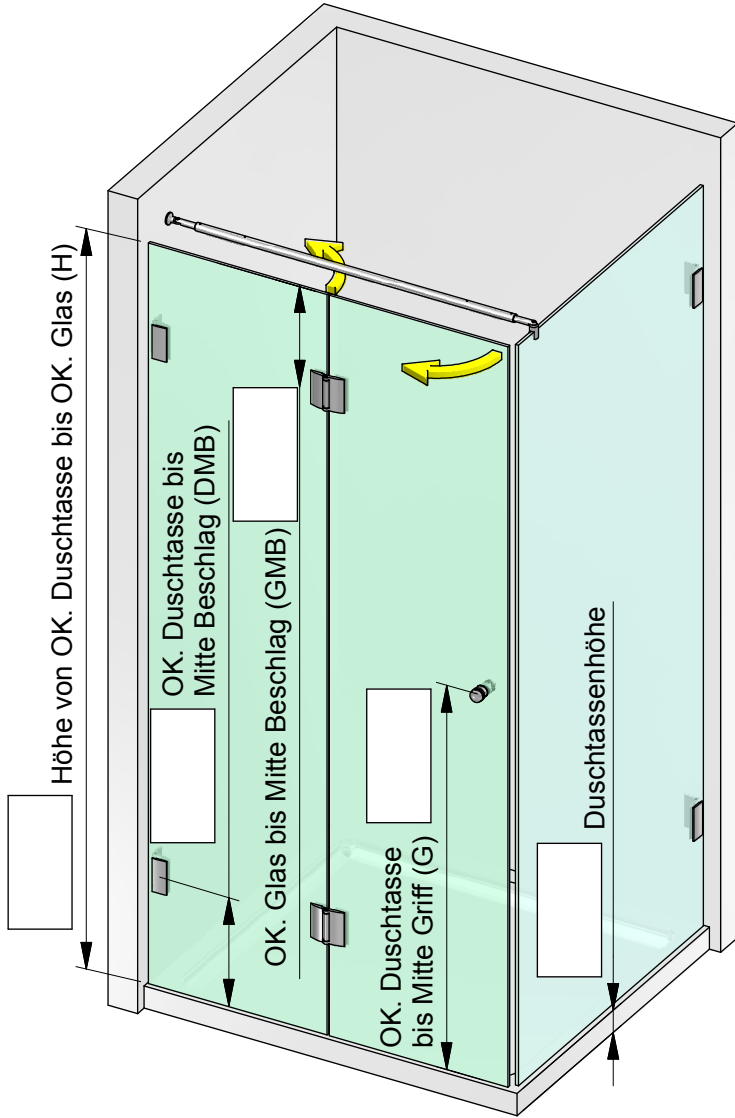 Höhe von OK. Duschtasse bis OK. Glas (H)
OK. Duschtasse bis
Mitte Beschlag (DMB)
OK. Glas bis Mitte Beschlag (GMB)
OK. Duschtasse
bis Mitte Griff (G)
Duschtassenhöhe